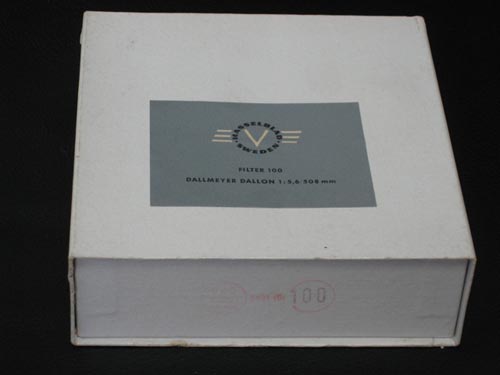 HASSELBLAD
V
SWEDEN
FILTER 100
DALLMEYER DALLON 1:5,6/508 mm
100